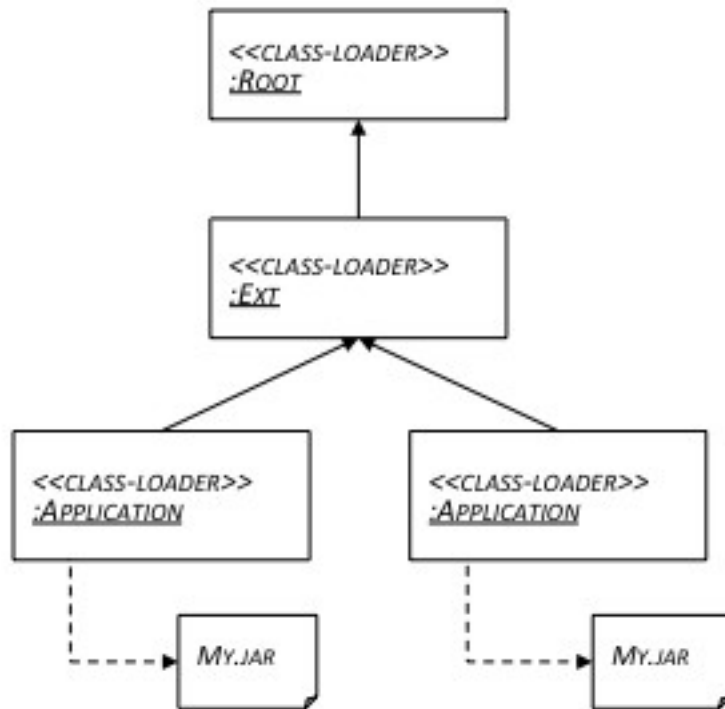 <<CLASS-LOADER>>
:ROOT
<<CLASS-LOADER>>
:EXT
<<CLASS-LOADER>>
:APPLICATION
<<CLASS-LOADER>>
:APPLICATION
MY.JAR
MY.JAR